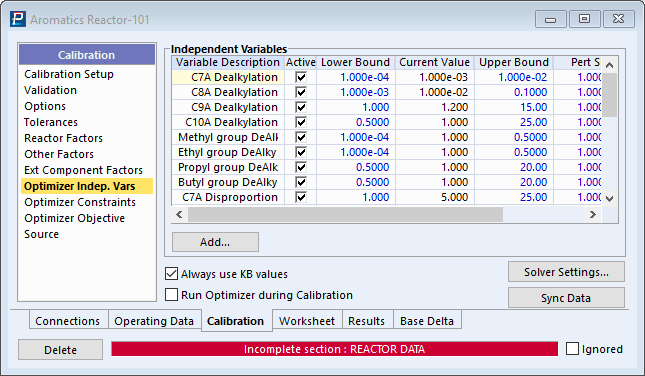 Aromatics Reactor-101
Calibration
Calibration Setup
Validation
Options
Tolerances
Reactor Factors
Other Factors
Ext Component Factors
Optimizer Indep. Vars
Optimizer Constraints
Optimizer Objective
Source
Independent Variables
Variable Description Active Lower Bound Current Value Upper Bound Pert S
C7A Dealkylation 1.000e-04 1.000e-03 1.000e-02 1.000
C8A Dealkylation 1.000e-03 1.000e-02 0.1000 1.000
C9A Dealkylation 1.000 1.200 15.00 1.000
C10A Dealkylation 0.5000 1.000 25.00 1.000
Methyl group DeAlk 1.000e-04 1.000 5.000 1.000
Ethyl group DeAlky 1.000e-04 1.000 5.000 1.000
Propyl group DeAlky 0.5000 1.000 20.00 1.000
Butyl group DeAlky 0.5000 1.000 20.00 1.000
C7A Disproportion 1.000 5.000 25.00 1.000
Add...
Always use KB values
Run Optimizer during Calibration
Solver Settings...
Sync Data
Connections Operating Data Calibration Worksheet Results Base Delta
Delete Incomplete section : REACTOR DATA Ignored